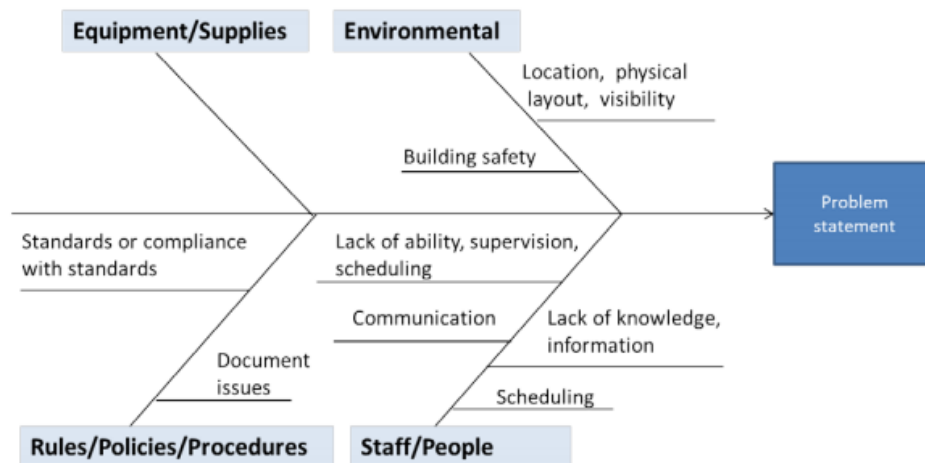 Equipment/Supplies
Environmental
Location, physical
layout, visibility
Building safety
Problem
statement
Standards or compliance
with standards
Lack of ability, supervision,
scheduling
Communication
Lack of knowledge,
information
Document
issues
Scheduling
Rules/Policies/Procedures
Staff/People